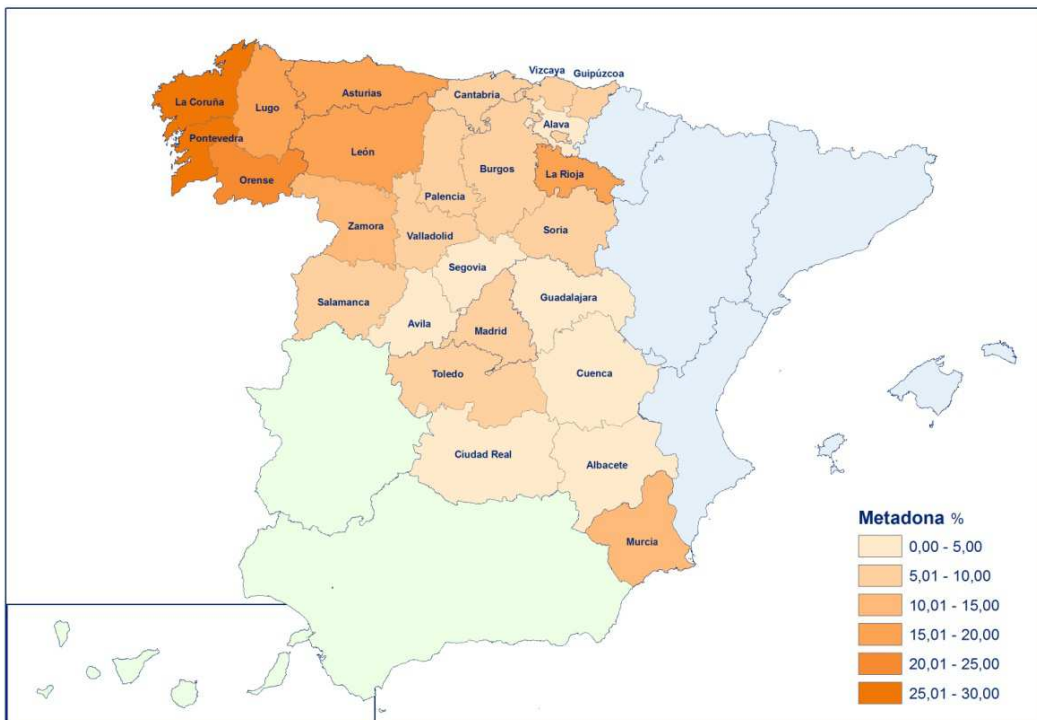 Vizcaya
Guipúzcoa
La Coruña
Lugo
Asturias
Cantabria
Alava
Pontevedra
León
Orense
Burgos
La Rioja
Palencia
Zamora
Valladolid
Soria
Segovia
Salamanca
Guadalajara
Avila
Madrid
Toledo
Cuenca
Ciudad Real
Albacete
Murcia
Metadona %
0,00 - 5,00
5,01 - 10,00
10,01 - 15,00
15,01 - 20,00
20,01 - 25,00
25,01 - 30,00